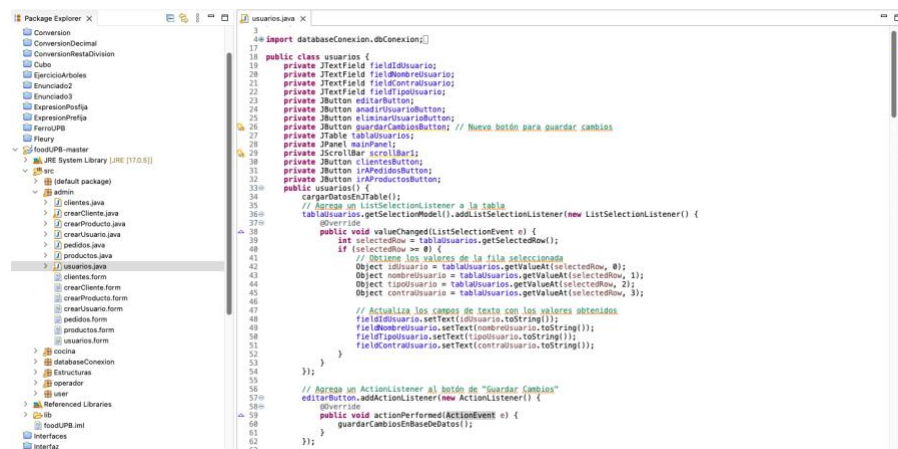 Package Explorer
Conversion
ConversionDecimal
ConversionRestaDivision
Cubo
EjercicioArboles
Enunciado2
Enunciado3
ExpresionPosfija
ExpresionPrefija
FerroUPB
Fleury
foodUPB-master
JRE System Library [JRE [17.0.6]]
src
(default package)
admin
clientes.java
crearCliente.java
crearProducto.java
crearUsuario.java
pedidos.java
productos.java
usuarios.java
clientes.form
crearCliente.form
crearProducto.form
crearUsuario.form
pedidos.form
productos.form
usuarios.form
cocina
databaseConexion
Estructuras
operador
user
Referenced Libraries
lib
foodUPB.iml
Interfaces
Interfaz
usuarios.java
3
4 import databaseConexion.dbConexion;
17
18 public class usuarios {
19 private JTextField fieldIdUsuario;
20 private JTextField fieldNombreUsuario;
21 private JTextField fieldContraUsuario;
22 private JTextField fieldTipoUsuario;
23 private JButton editarButton;
24 private JButton anadirUsuarioButton;
25 private JButton eliminarUsuarioButton;
26 private JButton guardarCambiosButton; // Nuevo botón para guardar cambios
27 private JTable tablaUsuarios;
28 private JPanel mainPanel;
29 private JScrollBar scrollBar1;
30 private JButton clientesButton;
31 private JButton irAPedidosButton;
32 private JButton irAProductosButton;
33 public usuarios() {
34 cargarDatosEnJTable();
35 // Agrega un ListSelectionListener a la tabla
36 tablaUsuarios.getSelectionModel().addListSelectionListener(new ListSelectionListener() {
37 @Override
38 public void valueChanged(ListSelectionEvent e) {
39 int selectedRow = tablaUsuarios.getSelectedRow();
40 if (selectedRow >= 0) {
41 // Obtiene los valores de la fila seleccionada
42 Object idUsuario = tablaUsuarios.getValueAt(selectedRow, 0);
43 Object nombreUsuario = tablaUsuarios.getValueAt(selectedRow, 1);
44 Object tipoUsuario = tablaUsuarios.getValueAt(selectedRow, 2);
45 Object contraUsuario = tablaUsuarios.getValueAt(selectedRow, 3);
46
47 // Actualiza los campos de texto con los valores obtenidos
48 fieldIdUsuario.setText(idUsuario.toString());
49 fieldNombreUsuario.setText(nombreUsuario.toString());
50 fieldTipoUsuario.setText(tipoUsuario.toString());
51 fieldContraUsuario.setText(contraUsuario.toString());
52 }
53 }
54 });
55
56 // Agrega un ActionListener al botón de "Guardar Cambios"
57 editarButton.addActionListener(new ActionListener() {
58 @Override
59 public void actionPerformed(ActionEvent e) {
60 guardarCambiosEnBaseDeDatos();
61 }
62 });